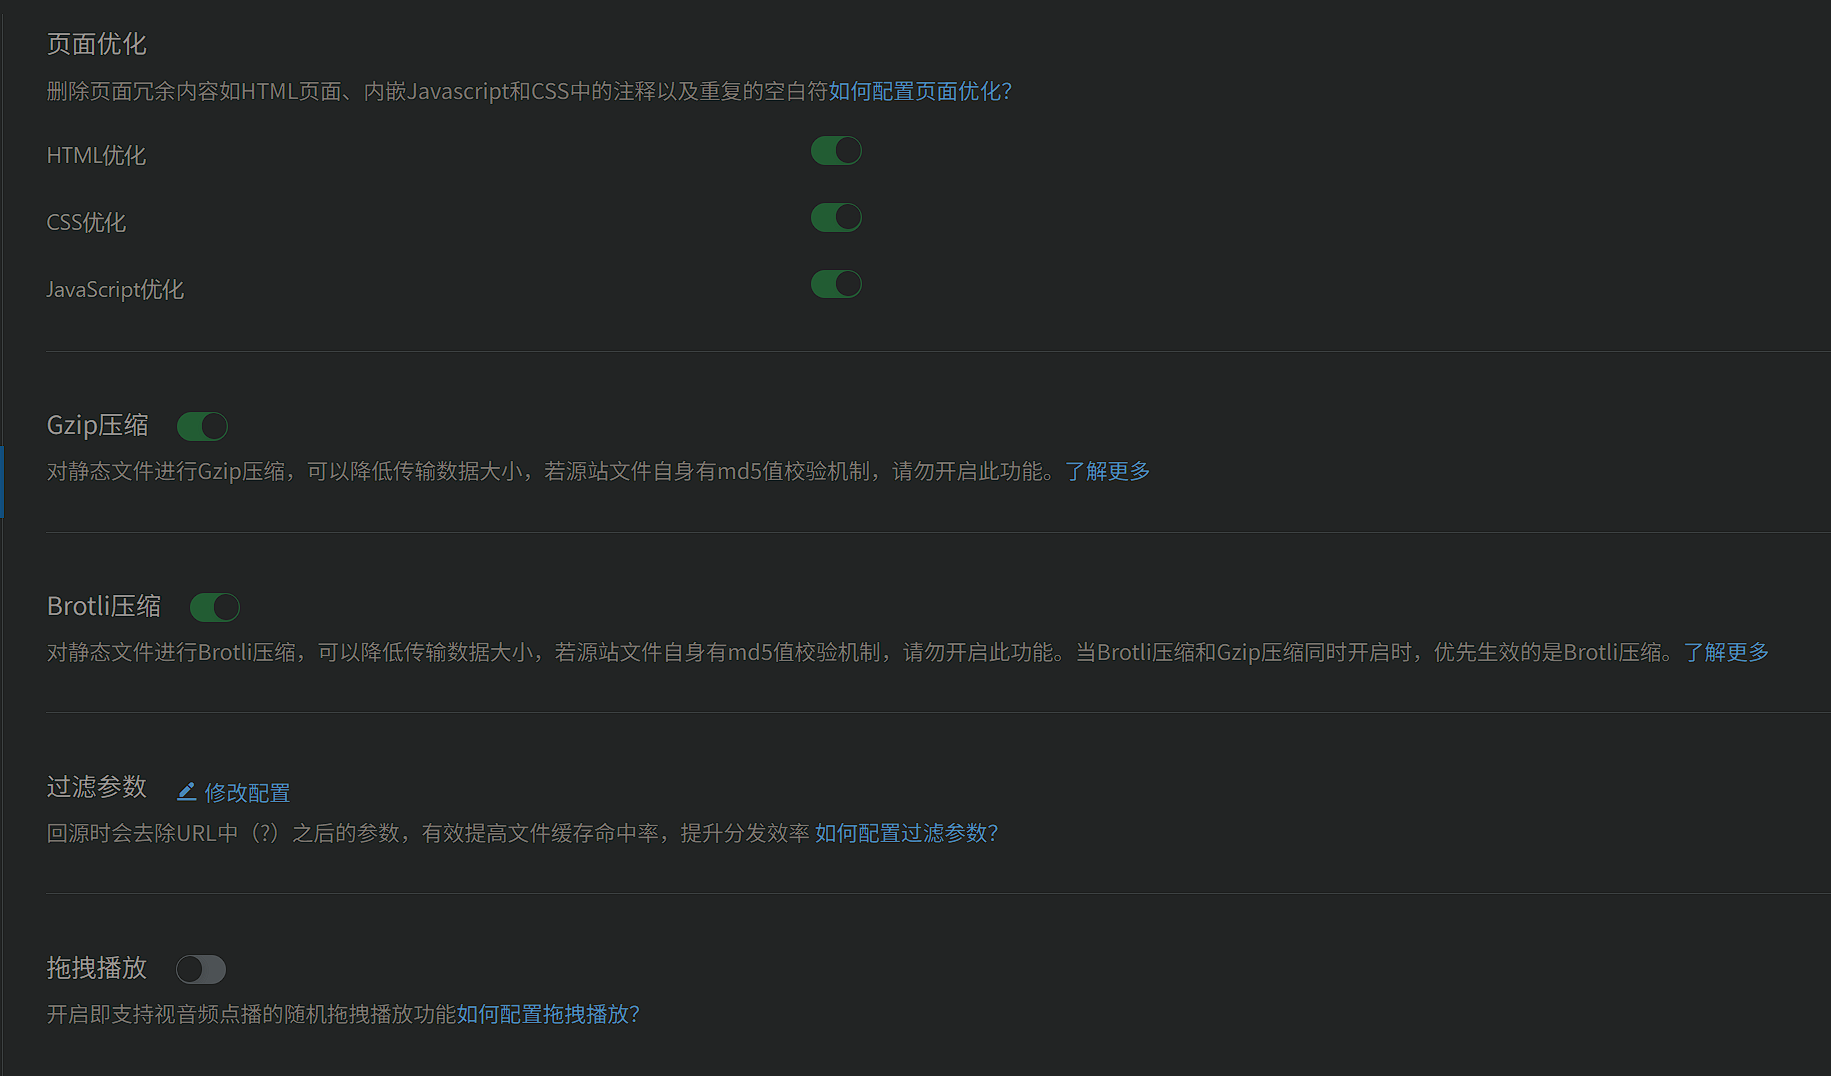 页面优化
删除页面冗余内容如HTML页面、内嵌Javascript和CSS中的注释以及重复的空白符如何配置页面优化？
HTML优化
CSS优化
JavaScript优化
Gzip压缩
对静态文件进行Gzip压缩，可以降低传输数据大小，若源站文件自身有md5值校验机制，请勿开启此功能。了解更多
Brotli压缩
对静态文件进行Brotli压缩，可以降低传输数据大小，若源站文件自身有md5值校验机制，请勿开启此功能。当Brotli压缩和Gzip压缩同时开启时，优先生效的是Brotli压缩。了解更多
过滤参数 修改配置
回源时会去除URL中（?）之后的参数，有效提高文件缓存命中率，提升分发效率 如何配置过滤参数？
拖拽播放
开启即支持视音频点播的随机拖拽播放功能如何配置拖拽播放？